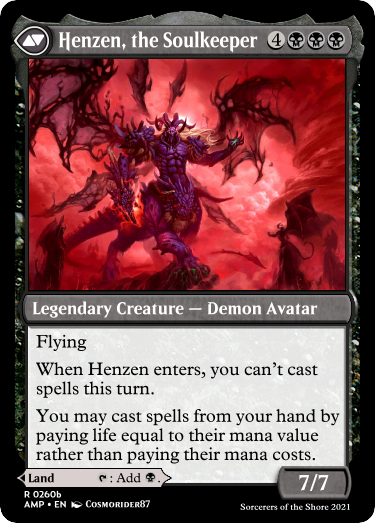 Henzen, the Soulkeeper 4
Legendary Creature — Demon Avatar
Flying
When Henzen enters, you can't cast
spells this turn.
You may cast spells from your hand by
paying life equal to their mana value
rather than paying their mana costs.
Land : Add .
7/7
R 0260b
AMP • EN Cosmorider87
Sorcerers of the Shore 2021